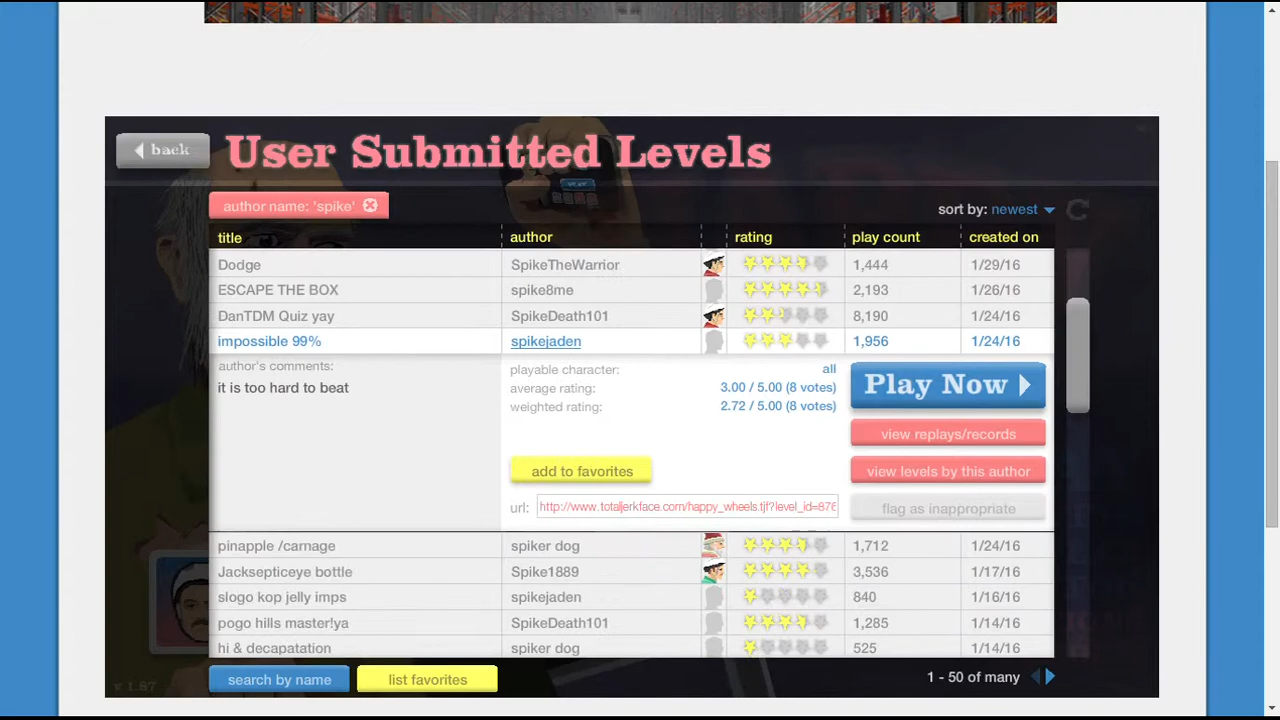 back
User Submitted Levels
author name: 'spike'
sort by: newest
title author rating play count created on
Dodge SpikeTheWarrior 1,444 1/29/16
ESCAPE THE BOX spike8me 2,193 1/26/16
DanTDM Quiz yay SpikeDeath101 8,190 1/24/16
impossible 99% spikejaden 1,956 1/24/16
author's comments:
it is too hard to beat
playable character: all
average rating: 3.00 / 5.00 (8 votes)
weighted rating: 2.72 / 5.00 (8 votes)
Play Now
view replays/records
add to favorites
view levels by this author
url: http://www.totaljerkface.com/happy_wheels.tjf?level_id=876
flag as inappropriate
pinapple /carnage spiker dog 1,712 1/24/16
Jacksepticeye bottle Spike1889 3,536 1/17/16
slogo kop jelly imps spikejaden 840 1/16/16
pogo hills master!ya SpikeDeath101 1,285 1/14/16
hi & decapatation spiker dog 525 1/14/16
search by name
list favorites
1 - 50 of many
v 1.87